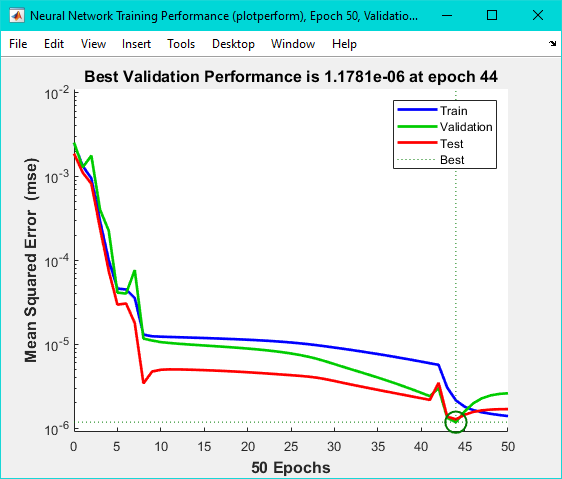 Neural Network Training Performance (plotperform), Epoch 50, Validatio...
File Edit View Insert Tools Desktop Window Help
Best Validation Performance is 1.1781e-06 at epoch 44
Train
Validation
Test
Best
Mean Squared Error (mse)
10-2
10-3
10-4
10-5
10-6
0 5 10 15 20 25 30 35 40 45 50
50 Epochs